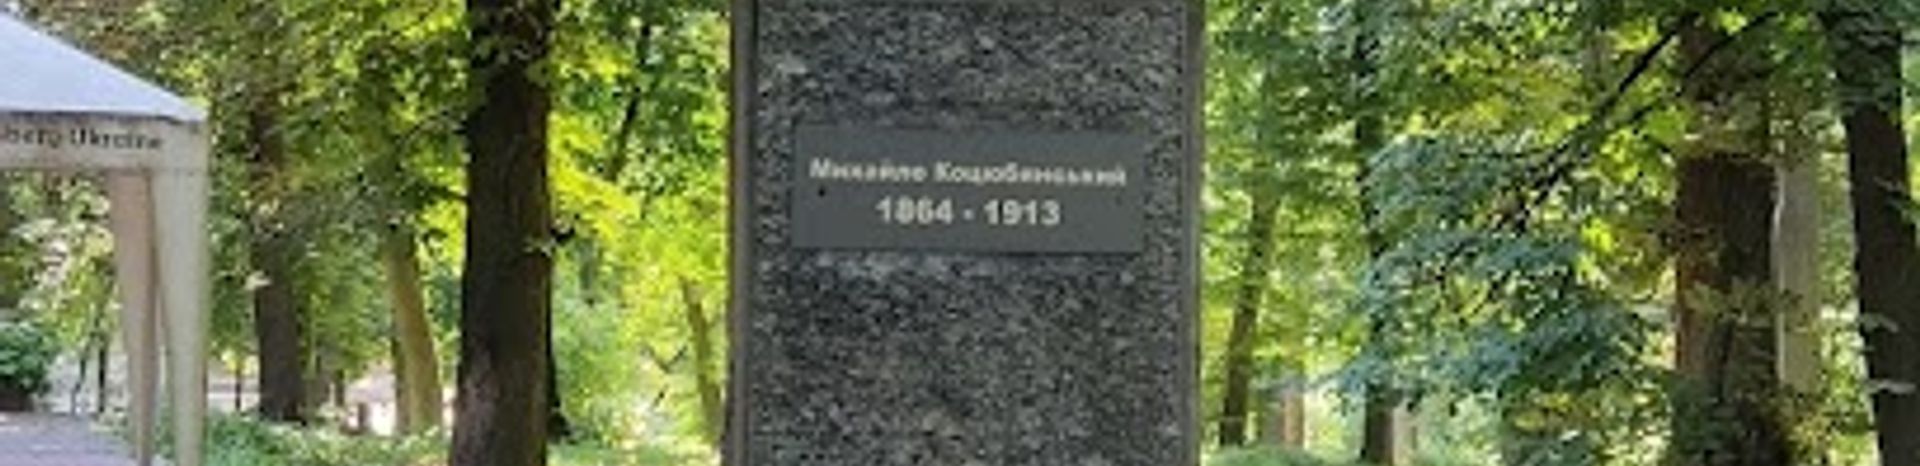 Михайло Коцюбинський
1864 - 1913
Ukraine